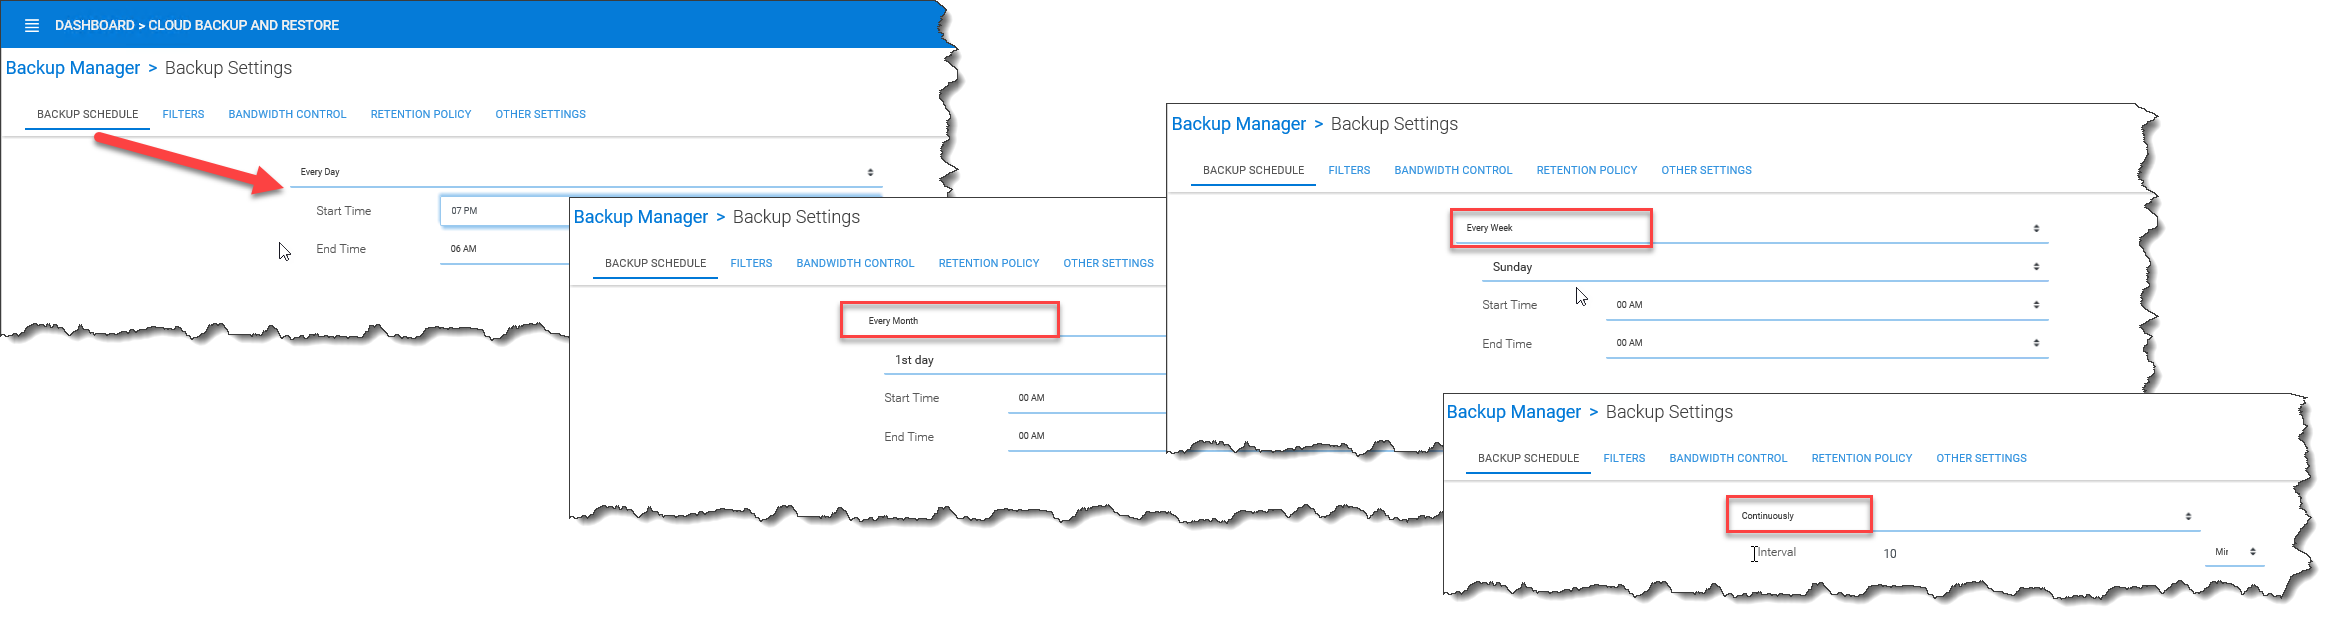 DASHBOARD > CLOUD BACKUP AND RESTORE
Backup Manager > Backup Settings
BACKUP SCHEDULE FILTERS BANDWIDTH CONTROL RETENTION POLICY OTHER SETTINGS
Every Day
Start Time 07 PM
End Time 06 AM
Backup Manager > Backup Settings
BACKUP SCHEDULE FILTERS BANDWIDTH CONTROL RETENTION POLICY OTHER SETTINGS
Every Month
1st day
Start Time 00 AM
End Time 00 AM
Backup Manager > Backup Settings
BACKUP SCHEDULE FILTERS BANDWIDTH CONTROL RETENTION POLICY OTHER SETTINGS
Every Week
Sunday
Start Time 00 AM
End Time 00 AM
Backup Manager > Backup Settings
BACKUP SCHEDULE FILTERS BANDWIDTH CONTROL RETENTION POLICY OTHER SETTINGS
Continuously
Interval 10 Mir